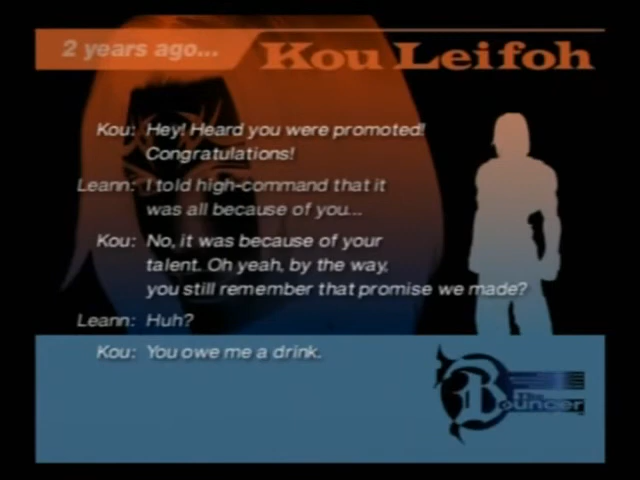 2 years ago...
Kou Leifoh
Kou: Hey! Heard you were promoted!
Congratulations!
Leann: I told high-command that it
was all because of you...
Kou: No, it was because of your
talent. Oh yeah, by the way,
you still remember that promise we made?
Leann: Huh?
Kou: You owe me a drink.
The
Bouncer